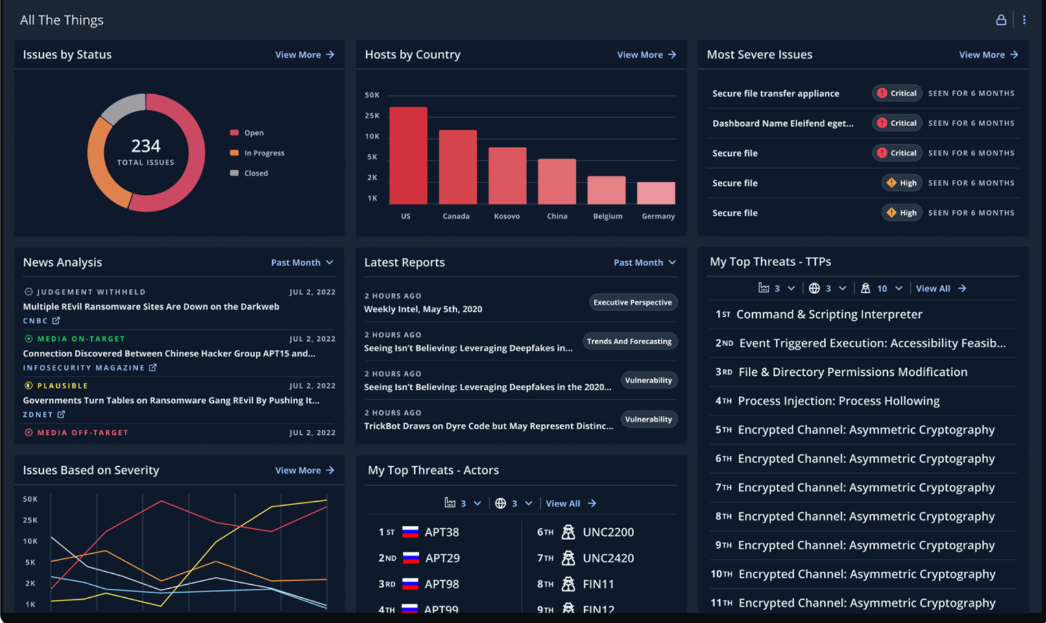 All The Things
Issues by Status
View More
234
TOTAL ISSUES
Open
In Progress
Closed
Hosts by Country
View More
50K
25K
10K
5K
2K
1K
US Canada Kosovo China Belgium Germany
Most Severe Issues
View More
Secure file transfer appliance Critical SEEN FOR 6 MONTHS
Dashboard Name Eleifend eget... Critical SEEN FOR 6 MONTHS
Secure file Critical SEEN FOR 6 MONTHS
Secure file High SEEN FOR 6 MONTHS
Secure file High SEEN FOR 6 MONTHS
News Analysis
Past Month
JUDGEMENT WITHHELD JUL 2, 2022
Multiple REvil Ransomware Sites Are Down on the Darkweb
CNBC
MEDIA ON-TARGET JUL 2, 2022
Connection Discovered Between Chinese Hacker Group APT15 and...
INFOSECURITY MAGAZINE
PLAUSIBLE JUL 2, 2022
Governments Turn Tables on Ransomware Gang REvil By Pushing It...
ZDNET
MEDIA OFF-TARGET JUL 2, 2022
Latest Reports
Past Month
2 HOURS AGO
Weekly Intel, May 5th, 2020
Executive Perspective
2 HOURS AGO
Seeing Isn't Believing: Leveraging Deepfakes in...
Trends And Forecasting
2 HOURS AGO
Seeing Isn't Believing: Leveraging Deepfakes in the 2020...
Vulnerability
2 HOURS AGO
TrickBot Draws on Dyre Code but May Represent Distinc...
Vulnerability
My Top Threats - TTPs
3 3 10 View All
1ST Command & Scripting Interpreter
2ND Event Triggered Execution: Accessibility Feasib...
3RD File & Directory Permissions Modification
4TH Process Injection: Process Hollowing
5TH Encrypted Channel: Asymmetric Cryptography
6TH Encrypted Channel: Asymmetric Cryptography
7TH Encrypted Channel: Asymmetric Cryptography
8TH Encrypted Channel: Asymmetric Cryptography
9TH Encrypted Channel: Asymmetric Cryptography
10TH Encrypted Channel: Asymmetric Cryptography
11TH Encrypted Channel: Asymmetric Cryptography
Issues Based on Severity
View More
50K
25K
10K
5K
2K
1K
My Top Threats - Actors
3 3 View All
1ST APT38
2ND APT29
3RD APT98
4TH APT99
6TH UNC2200
7TH UNC2420
8TH FIN11
9TH FIN12